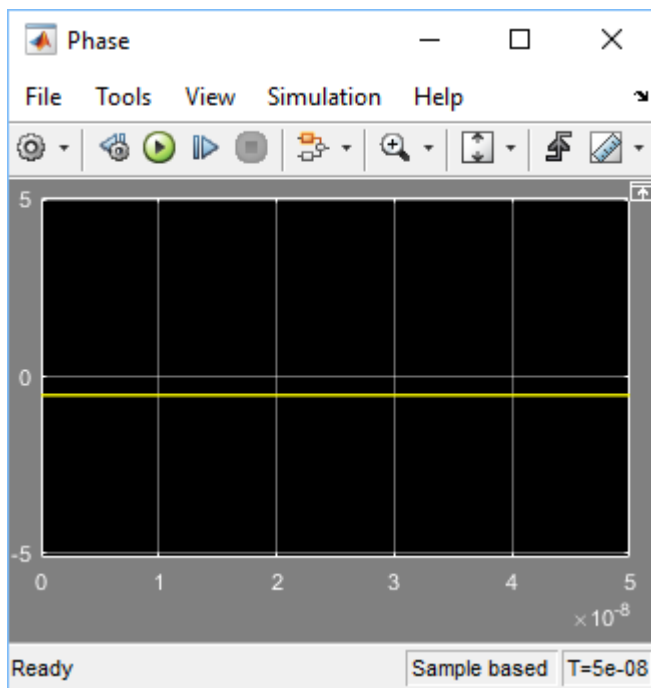 Phase
File Tools View Simulation Help
5
0
-5
0 1 2 3 4 5
×10-8
Ready Sample based T=5e-08